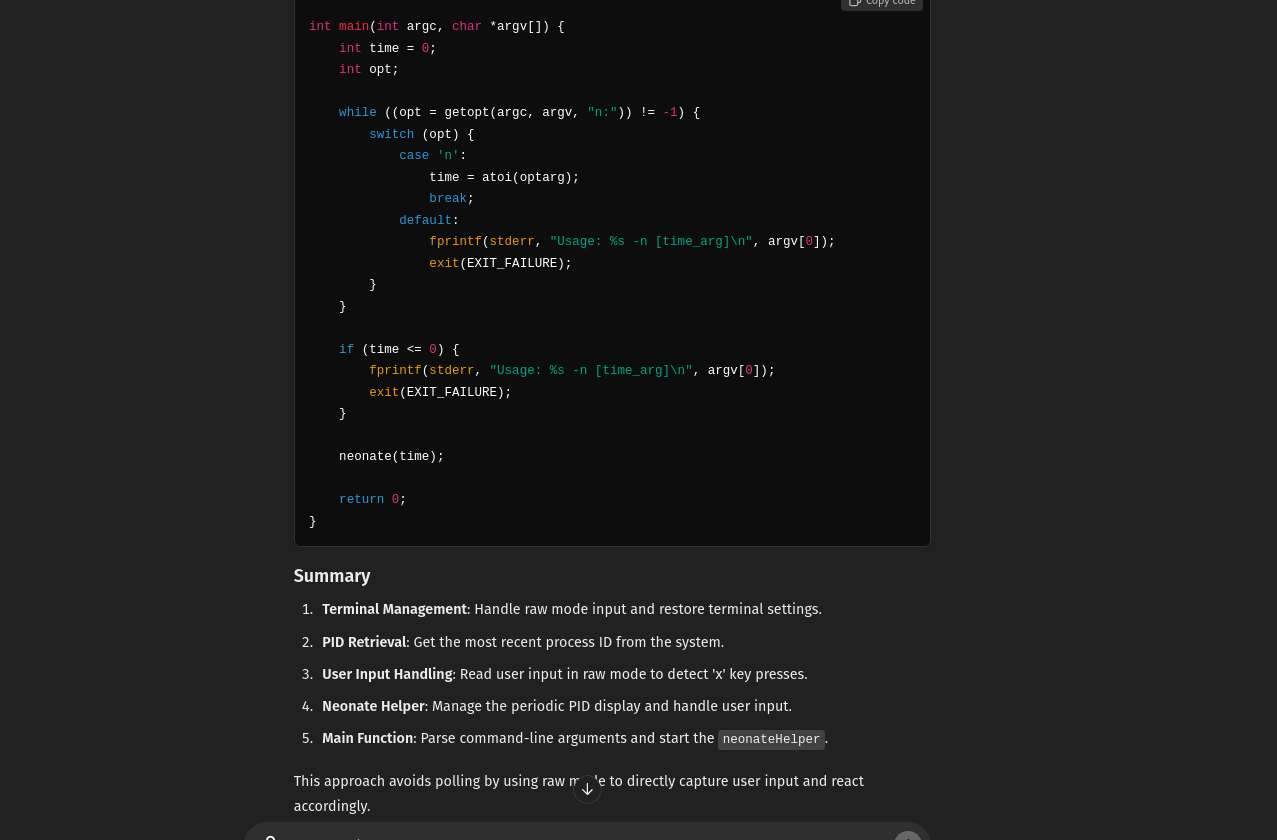 Copy code
int main(int argc, char *argv[]) {
    int time = 0;
    int opt;

    while ((opt = getopt(argc, argv, "n:")) != -1) {
        switch (opt) {
            case 'n':
                time = atoi(optarg);
                break;
            default:
                fprintf(stderr, "Usage: %s -n [time_arg]\n", argv[0]);
                exit(EXIT_FAILURE);
        }
    }

    if (time <= 0) {
        fprintf(stderr, "Usage: %s -n [time_arg]\n", argv[0]);
        exit(EXIT_FAILURE);
    }

    neonate(time);

    return 0;
}
Summary
1. Terminal Management: Handle raw mode input and restore terminal settings.
2. PID Retrieval: Get the most recent process ID from the system.
3. User Input Handling: Read user input in raw mode to detect 'x' key presses.
4. Neonate Helper: Manage the periodic PID display and handle user input.
5. Main Function: Parse command-line arguments and start the neonateHelper.
This approach avoids polling by using raw mode to directly capture user input and react
accordingly.